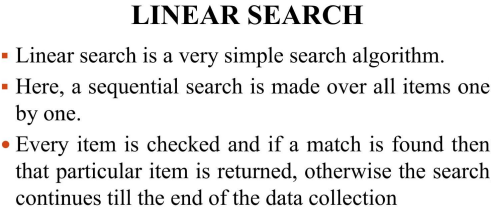 LINEAR SEARCH
▪ Linear search is a very simple search algorithm.
▪ Here, a sequential search is made over all items one
by one.
• Every item is checked and if a match is found then
that particular item is returned, otherwise the search
continues till the end of the data collection